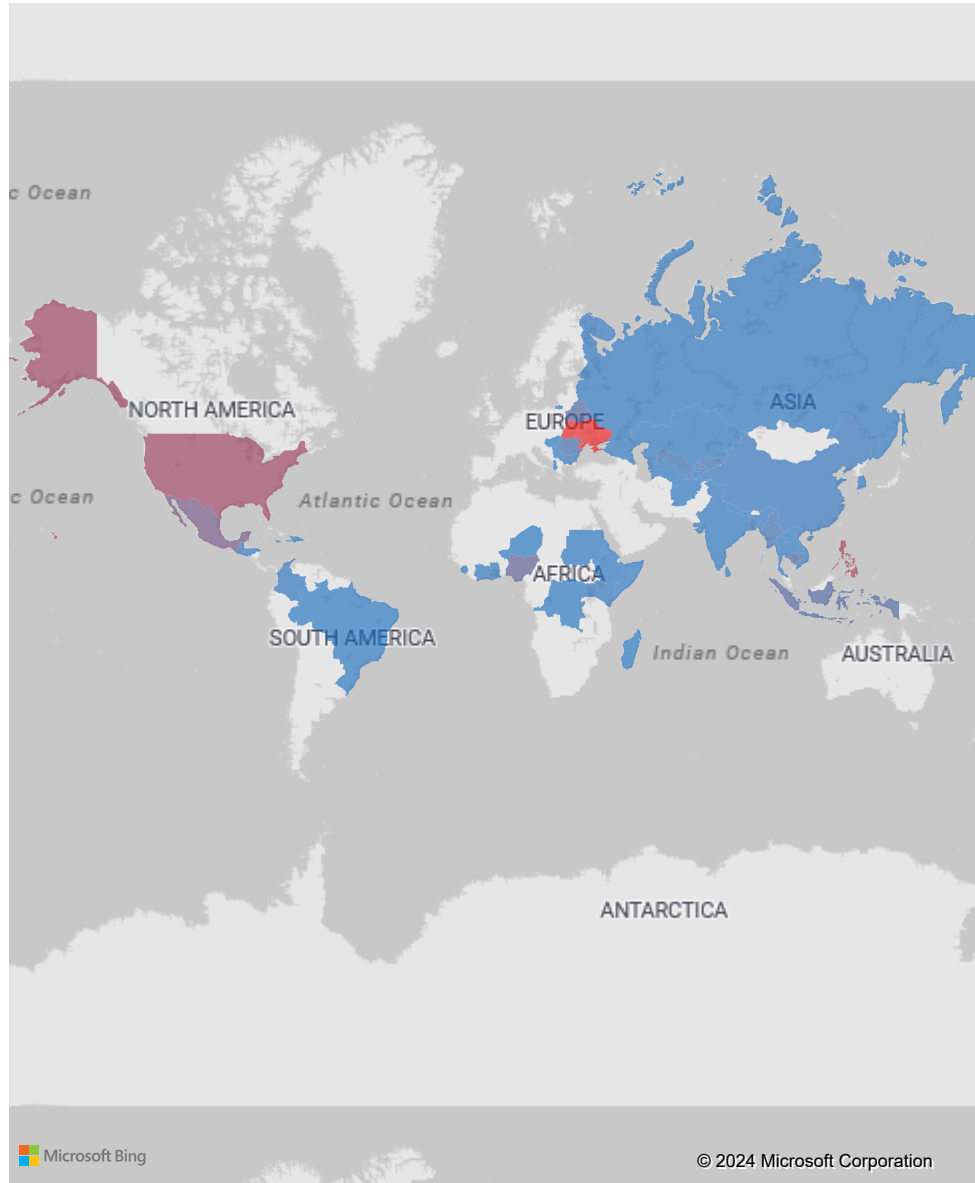 c Ocean
NORTH AMERICA
EUROPE
ASIA
c Ocean
Atlantic Ocean
AFRICA
SOUTH AMERICA
Indian Ocean
AUSTRALIA
ANTARCTICA
Microsoft Bing
© 2024 Microsoft Corporation